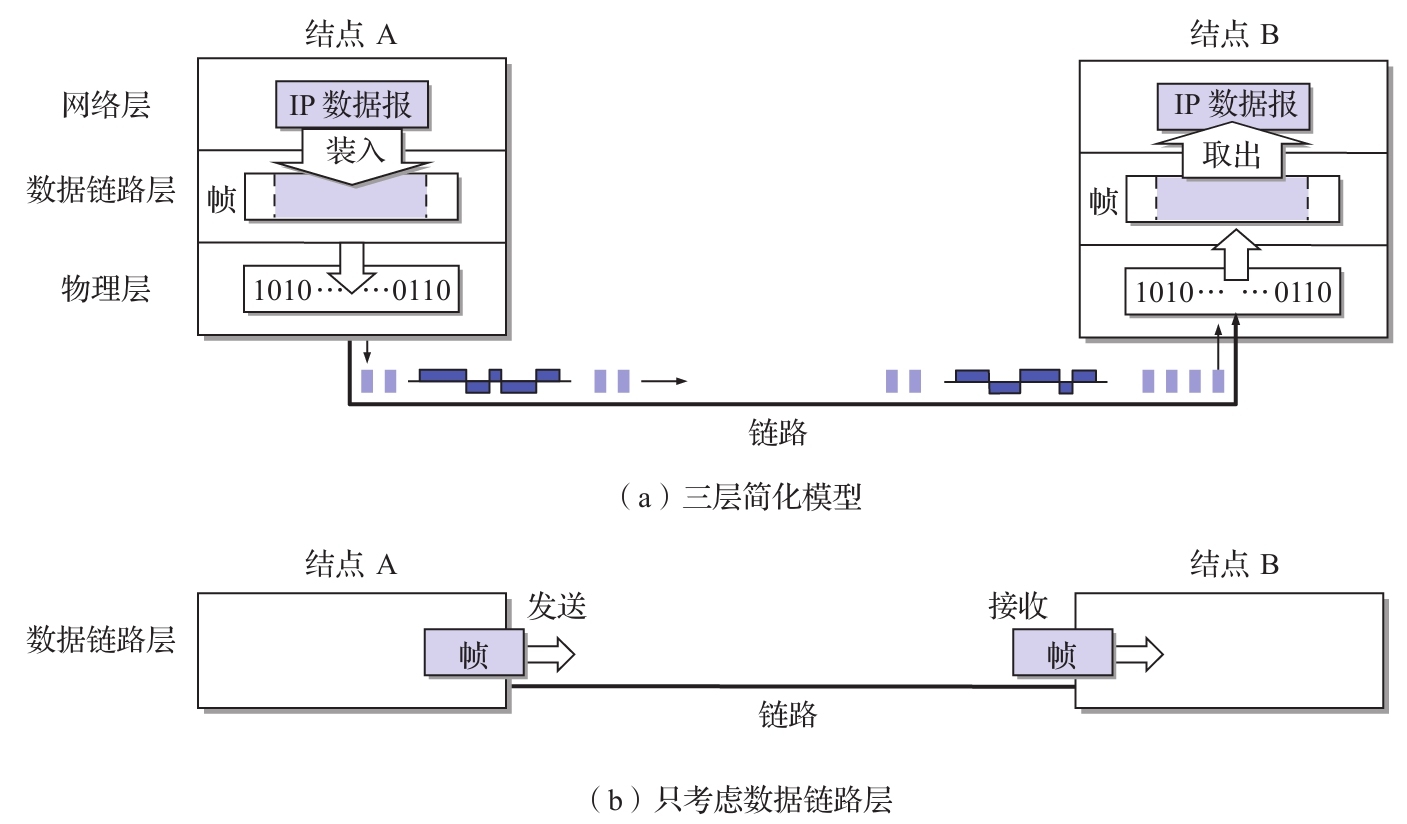 结点 A
结点 B
网络层
IP 数据报
IP 数据报
装入
取出
数据链路层
帧
帧
物理层
1010⋯ ⋯0110
1010⋯ ⋯0110
链路
（a）三层简化模型
结点 A
结点 B
发送
接收
数据链路层
帧
帧
链路
（b）只考虑数据链路层